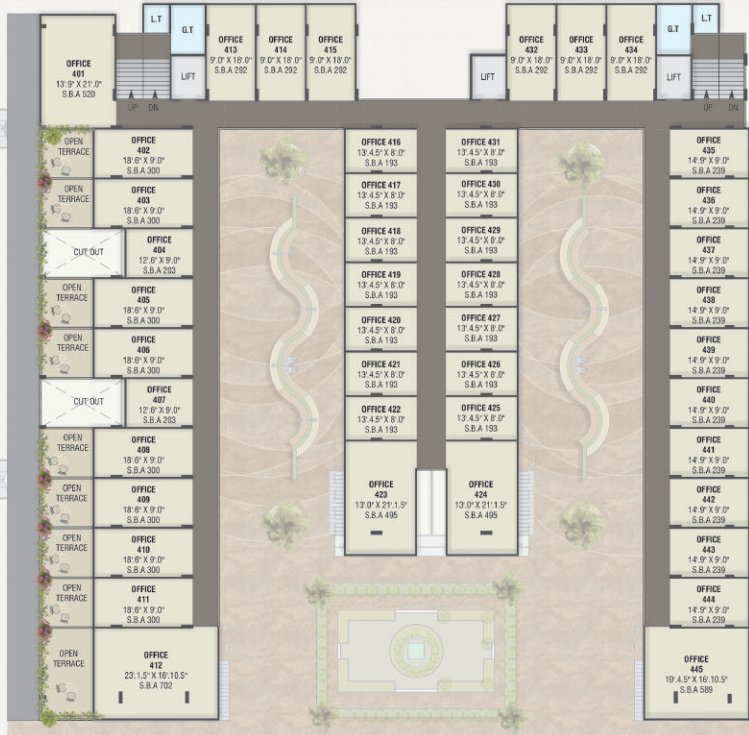 OFFICE
401
13'.9" X 21'.0"
S.B.A 520
UP
DN
L.T
G.T
LIFT
OFFICE
413
9'.0" X 18'.0"
S.B.A 292
OFFICE
414
9'.0" X 18'.0"
S.B.A 292
OFFICE
415
9'.0" X 18'.0"
S.B.A 292
LIFT
OFFICE
432
9'.0" X 18'.0"
S.B.A 292
OFFICE
433
9'.0" X 18'.0"
S.B.A 292
OFFICE
434
9'.0" X 18'.0"
S.B.A 292
G.T
L.T
LIFT
UP
DN
OPEN
TERRACE
OFFICE
402
18'.6" X 9'.0"
S.B.A 300
OPEN
TERRACE
OFFICE
403
18'.6" X 9'.0"
S.B.A 300
CUT OUT
OFFICE
404
12'.6" X 9'.0"
S.B.A 203
OPEN
TERRACE
OFFICE
405
18'.6" X 9'.0"
S.B.A 300
OPEN
TERRACE
OFFICE
406
18'.6" X 9'.0"
S.B.A 300
CUT OUT
OFFICE
407
12'.6" X 9'.0"
S.B.A 203
OPEN
TERRACE
OFFICE
408
18'.6" X 9'.0"
S.B.A 300
OPEN
TERRACE
OFFICE
409
18'.6" X 9'.0"
S.B.A 300
OPEN
TERRACE
OFFICE
410
18'.6" X 9'.0"
S.B.A 300
OPEN
TERRACE
OFFICE
411
18'.6" X 9'.0"
S.B.A 300
OPEN
TERRACE
OFFICE
412
23'.1.5" X 16'.10.5"
S.B.A 702
OFFICE 416
13'.4.5" X 8'.0"
S.B.A 193
OFFICE 417
13'.4.5" X 8'.0"
S.B.A 193
OFFICE 418
13'.4.5" X 8'.0"
S.B.A 193
OFFICE 419
13'.4.5" X 8'.0"
S.B.A 193
OFFICE 420
13'.4.5" X 8'.0"
S.B.A 193
OFFICE 421
13'.4.5" X 8'.0"
S.B.A 193
OFFICE 422
13'.4.5" X 8'.0"
S.B.A 193
OFFICE
423
13'.0" X 21'.1.5"
S.B.A 495
OFFICE 431
13'.4.5" X 8'.0"
S.B.A 193
OFFICE 430
13'.4.5" X 8'.0"
S.B.A 193
OFFICE 429
13'.4.5" X 8'.0"
S.B.A 193
OFFICE 428
13'.4.5" X 8'.0"
S.B.A 193
OFFICE 427
13'.4.5" X 8'.0"
S.B.A 193
OFFICE 426
13'.4.5" X 8'.0"
S.B.A 193
OFFICE 425
13'.4.5" X 8'.0"
S.B.A 193
OFFICE
424
13'.0" X 21'.1.5"
S.B.A 495
OFFICE
435
14'.9" X 9'.0"
S.B.A 239
OFFICE
436
14'.9" X 9'.0"
S.B.A 239
OFFICE
437
14'.9" X 9'.0"
S.B.A 239
OFFICE
438
14'.9" X 9'.0"
S.B.A 239
OFFICE
439
14'.9" X 9'.0"
S.B.A 239
OFFICE
440
14'.9" X 9'.0"
S.B.A 239
OFFICE
441
14'.9" X 9'.0"
S.B.A 239
OFFICE
442
14'.9" X 9'.0"
S.B.A 239
OFFICE
443
14'.9" X 9'.0"
S.B.A 239
OFFICE
444
14'.9" X 9'.0"
S.B.A 239
OFFICE
445
19'.4.5" X 16'.10.5"
S.B.A 589